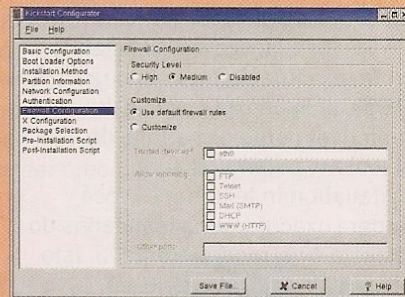 Kickstart Configurator
File Help
Basic Configuration
Boot Loader Options
Installation Method
Partition Information
Network Configuration
Authentication
Firewall Configuration
X Configuration
Package Selection
Pre-Installation Script
Post-Installation Script
Firewall Configuration
Security Level
High Medium Disabled
Customize
Use default firewall rules
Customize
Trusted devices:
eth0
Allow incoming:
FTP
Telnet
SSH
Mail (SMTP)
DHCP
WWW (HTTP)
Other ports:
Save File...
Cancel
Help